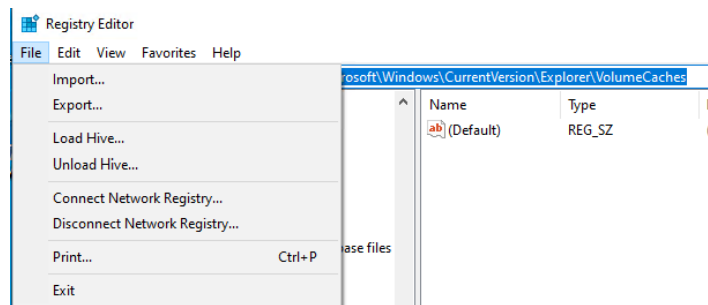 Registry Editor
File Edit View Favorites Help
rosoft\Windows\CurrentVersion\Explorer\VolumeCaches
Import...
Export...
Load Hive...
Unload Hive...
Connect Network Registry...
Disconnect Network Registry...
Print... Ctrl+P
Exit
files
Name Type
ab (Default) REG_SZ